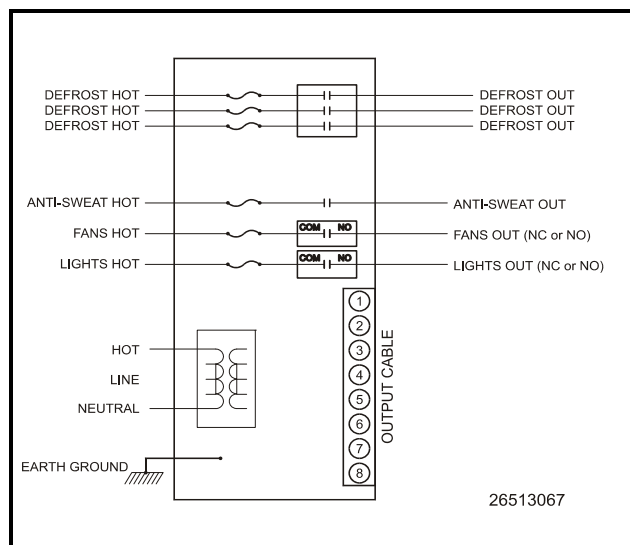 DEFROST HOT DEFROST OUT
DEFROST HOT DEFROST OUT
DEFROST HOT DEFROST OUT
ANTI-SWEAT HOT ANTI-SWEAT OUT
FANS HOT COM NO FANS OUT (NC or NO)
LIGHTS HOT COM NO LIGHTS OUT (NC or NO)
HOT
LINE
NEUTRAL
EARTH GROUND
1
2
3
4
5
6
7
8
OUTPUT CABLE
26513067